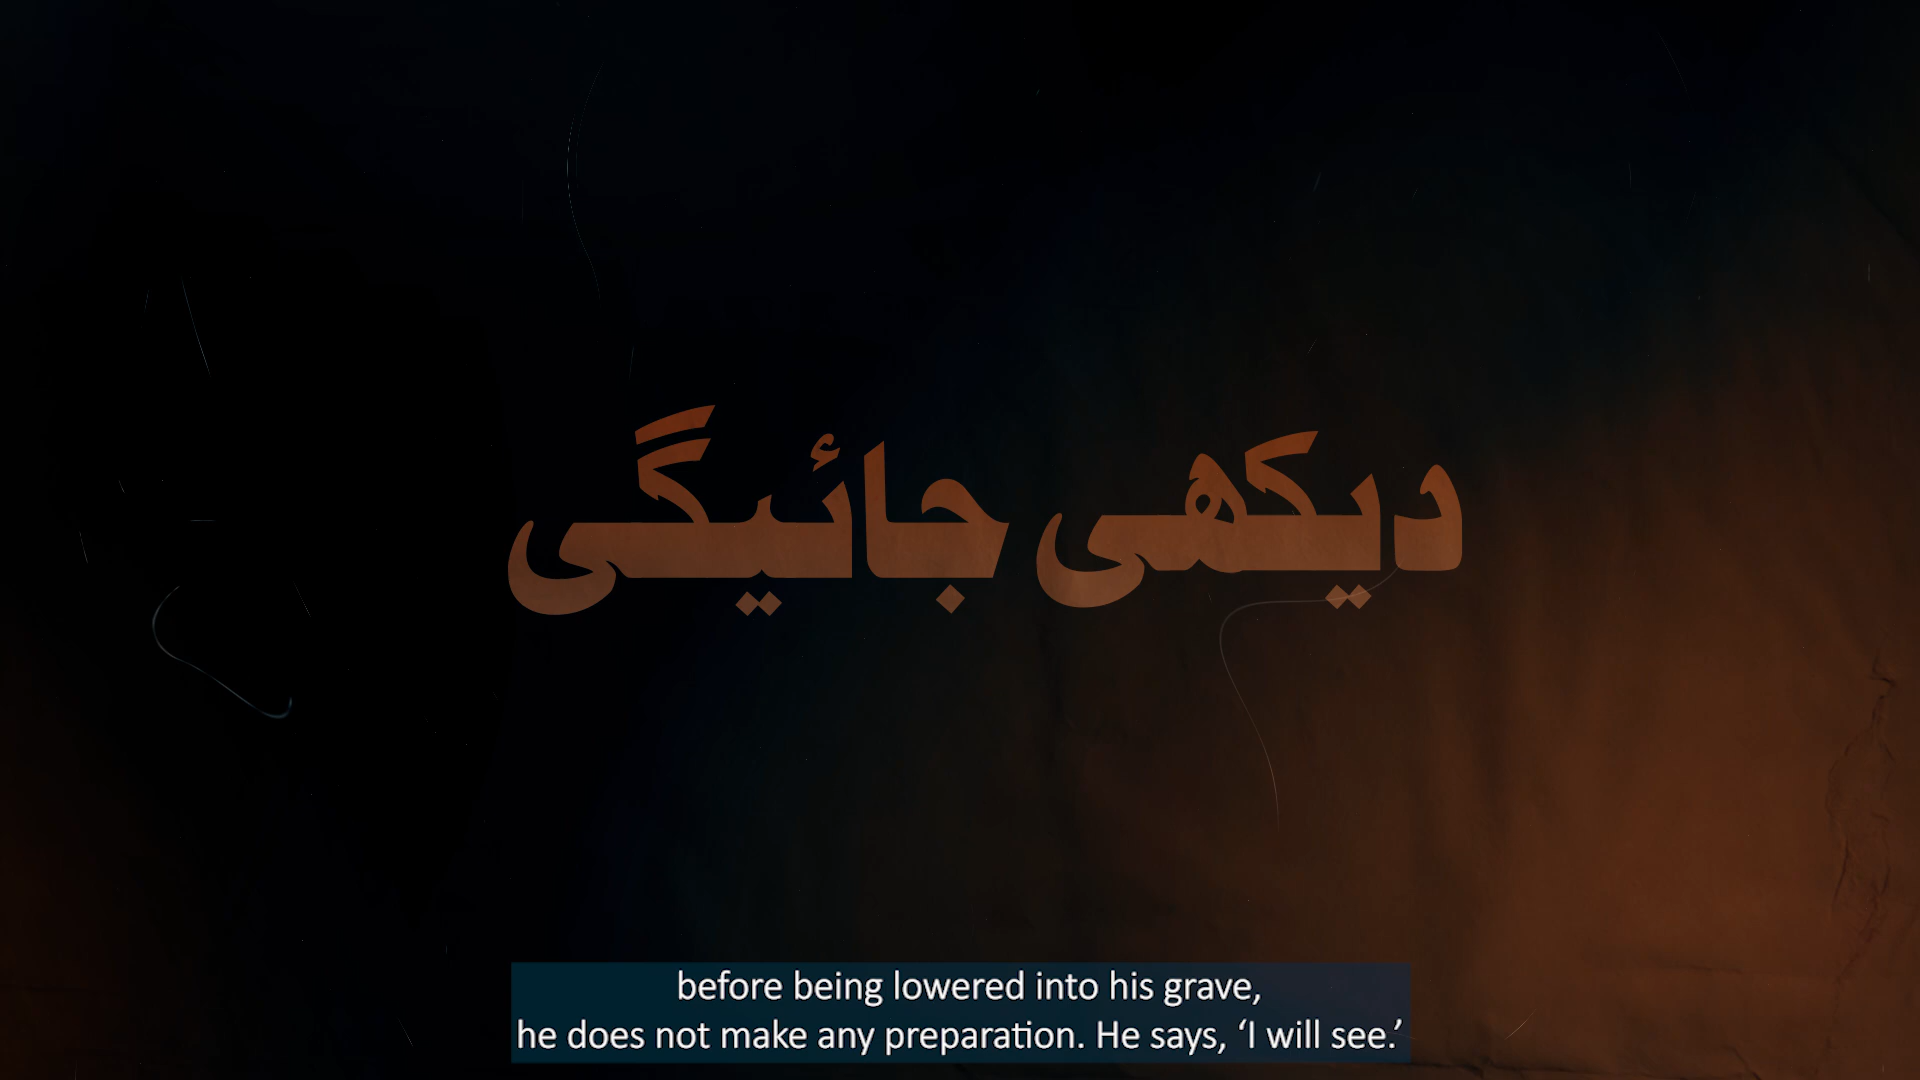 دیکھی جائیگی
before being lowered into his grave,
he does not make any preparation. He says, ‘I will see.’